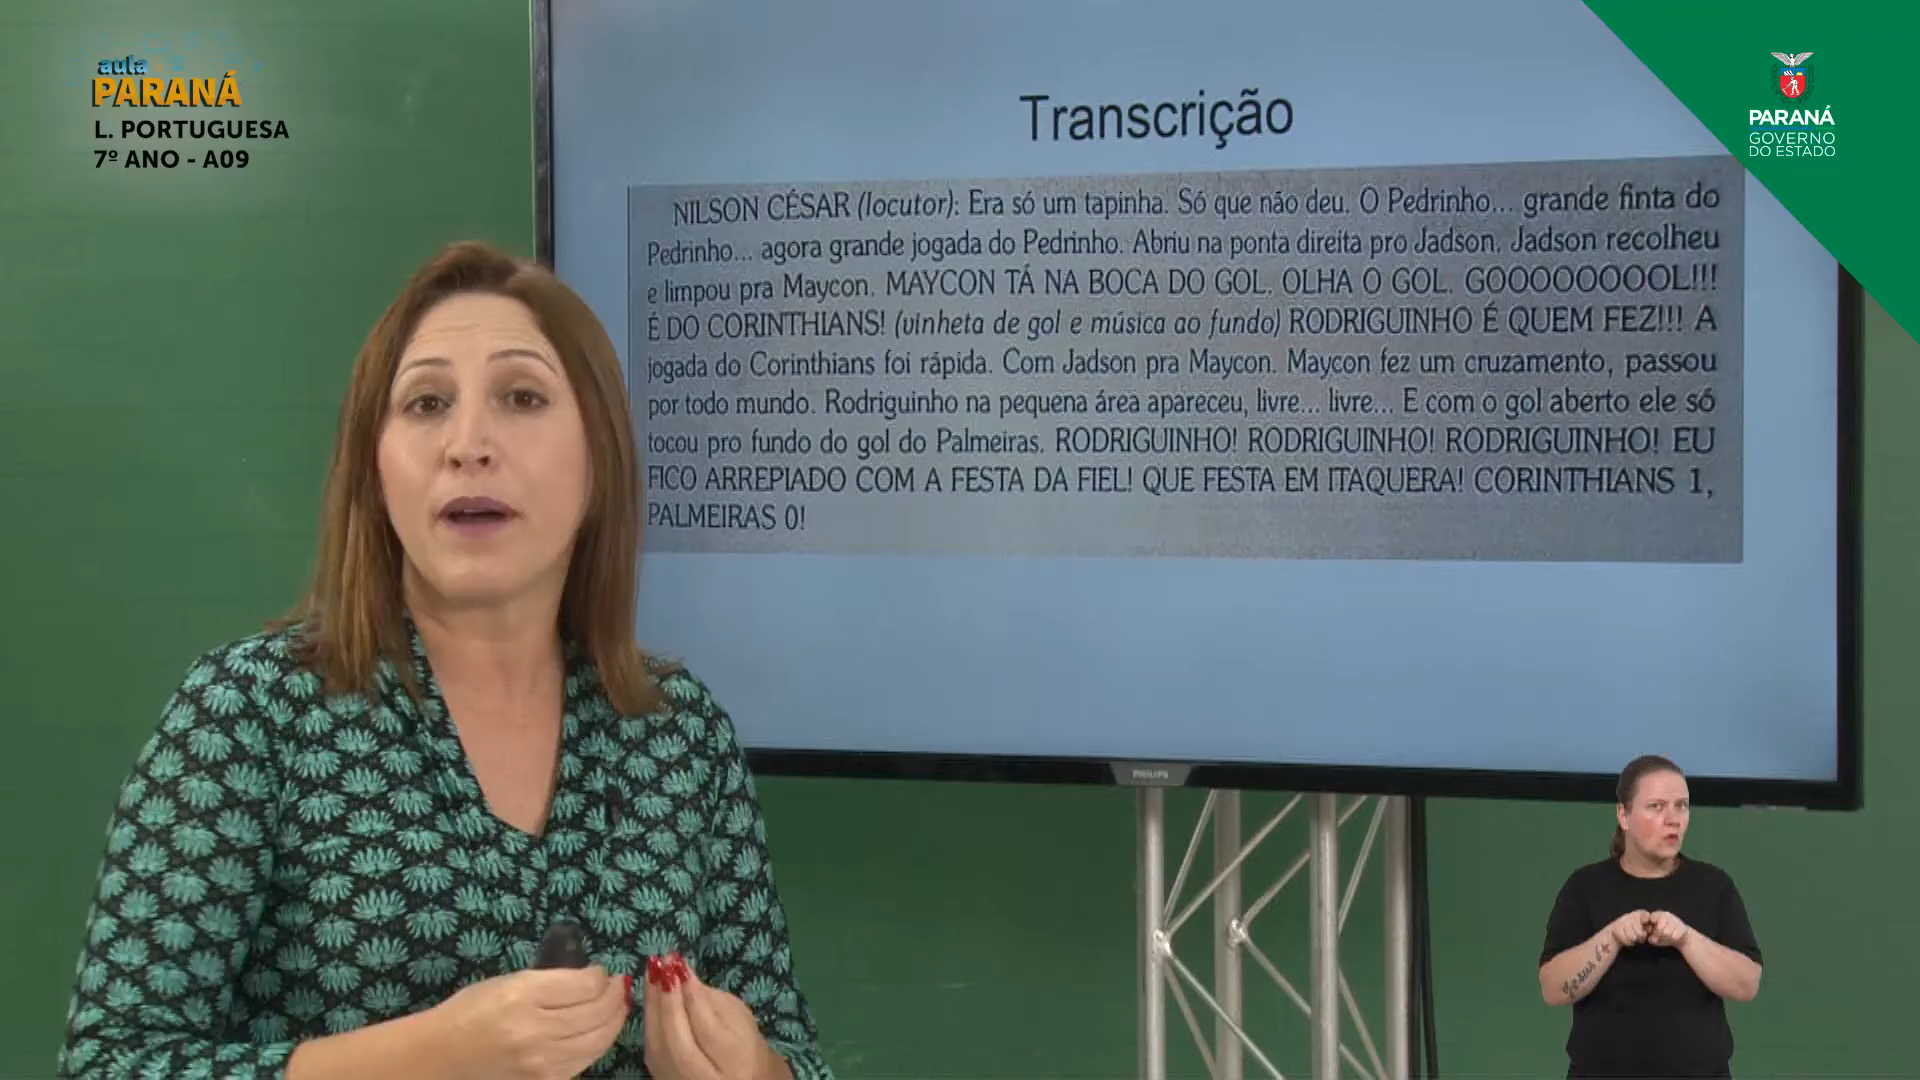 aula
PARANÁ
L. PORTUGUESA
7º ANO - A09
Transcrição
NILSON CÉSAR (locutor): Era só um tapinha. Só que não deu. O Pedrinho... grande finta do
Pedrinho... agora grande jogada do Pedrinho. Abriu na ponta direita pro Jadson. Jadson recolheu
e limpou pra Maycon. MAYCON TÁ NA BOCA DO GOL. OLHA O GOL. GOOOOOOOOL!!!
É DO CORINTHIANS! (vinheta de gol e música ao fundo) RODRIGUINHO É QUEM FEZ!!! A
jogada do Corinthians foi rápida. Com Jadson pra Maycon. Maycon fez um cruzamento, passou
por todo mundo. Rodriguinho na pequena área apareceu, livre... livre... E com o gol aberto ele só
tocou pro fundo do gol do Palmeiras. RODRIGUINHO! RODRIGUINHO! RODRIGUINHO! EU
FICO ARREPIADO COM A FESTA DA FIEL! QUE FESTA EM ITAQUERA! CORINTHIANS 1,
PALMEIRAS 0!
PHILIPS
PARANÁ
GOVERNO
DO ESTADO